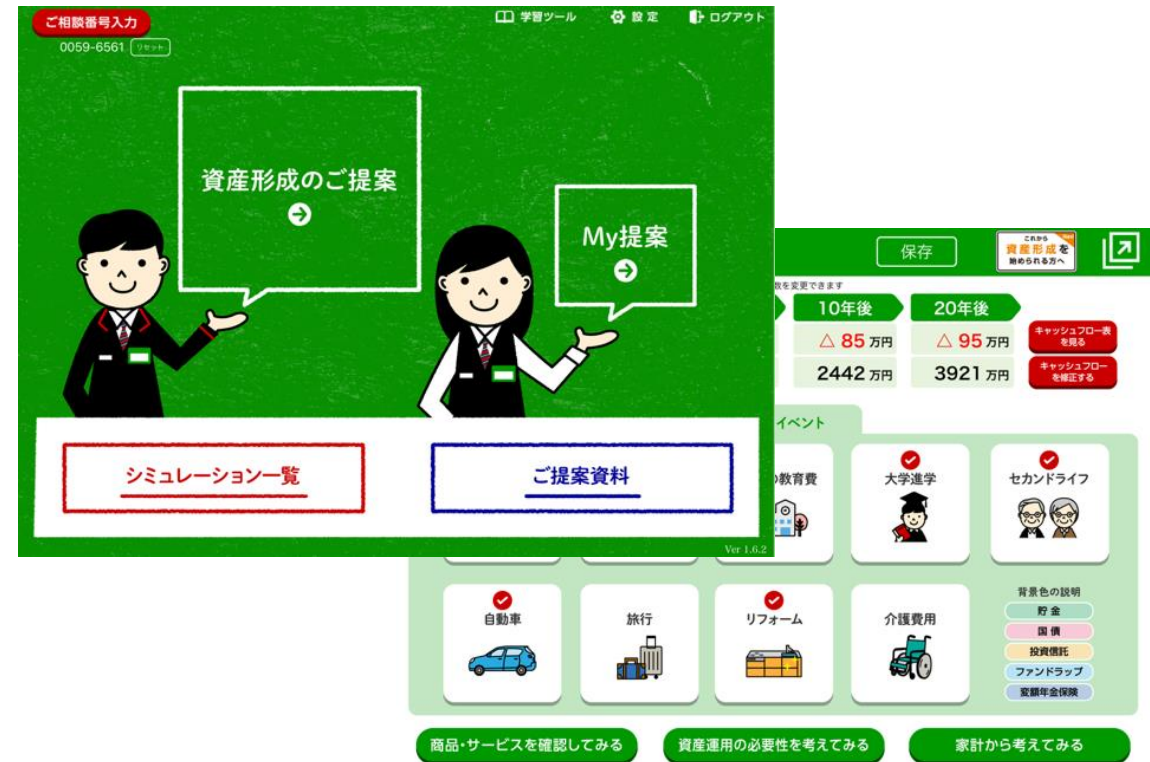 ご相談番号入力
0059-6561 リセット
学習ツール 設定 ログアウト
資産形成のご提案
My提案
シミュレーション一覧
ご提案資料
Ver 1.6.2
保存
これから
資産形成を
始められる方へ
数を変更できます
10年後 20年後
△ 85 万円 △ 95 万円
キャッシュフロー表
を見る
2442 万円 3921 万円
キャッシュフロー
を修正する
イベント
の教育費
大学進学
セカンドライフ
自動車
旅行
リフォーム
介護費用
背景色の説明
貯金
国債
投資信託
ファンドラップ
変額年金保険
商品・サービスを確認してみる
資産運用の必要性を考えてみる
家計から考えてみる